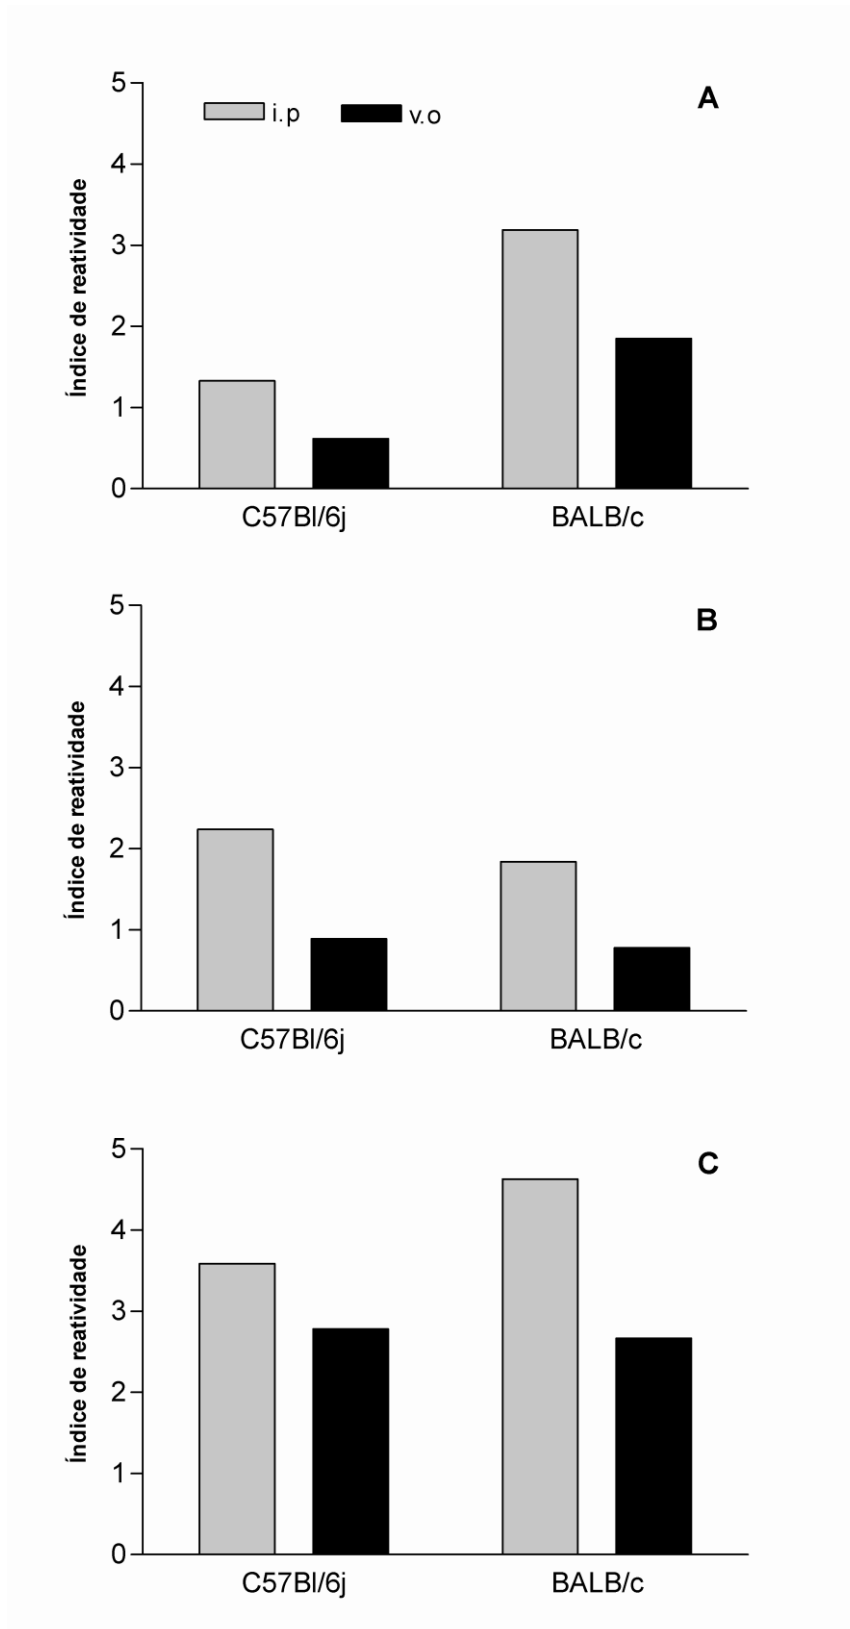 A
i.p v.o
Índice de reatividade
5
4
3
2
1
0
C57Bl/6j BALB/c
B
Índice de reatividade
5
4
3
2
1
0
C57Bl/6j BALB/c
C
Índice de reatividade
5
4
3
2
1
0
C57Bl/6j BALB/c